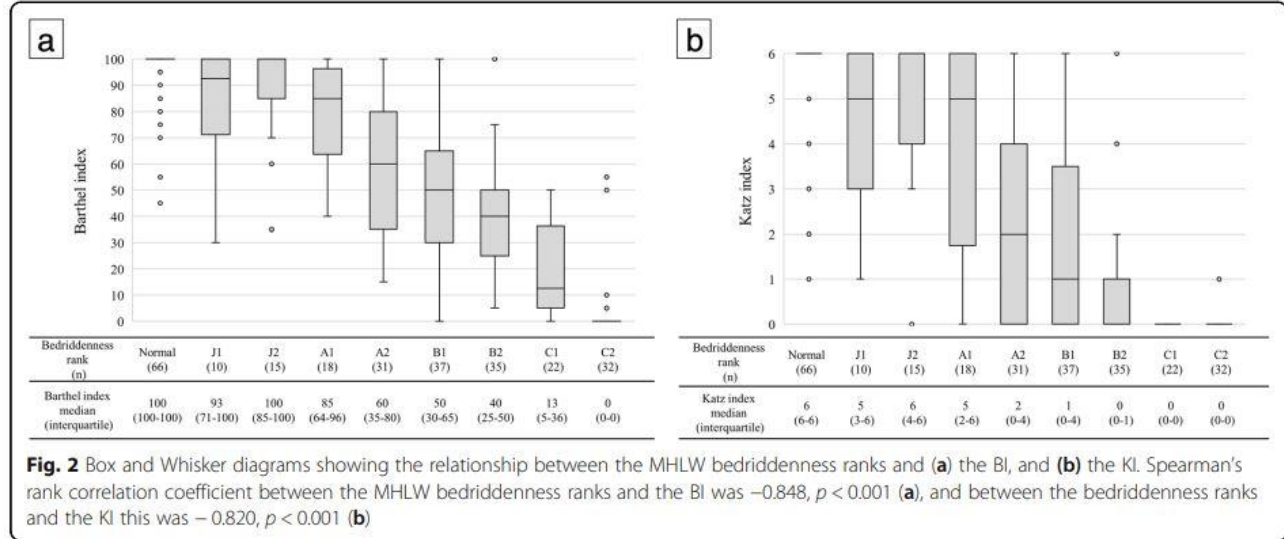 a
100
90
80
70
60
50
40
30
20
10
0
Barthel index
Bedriddenness rank (n) Normal (66) J1 (10) J2 (15) A1 (18) A2 (31) B1 (37) B2 (35) C1 (22) C2 (32)
Barthel index median (interquartile) 100 (100-100) 93 (71-100) 100 (85-100) 85 (64-96) 60 (35-80) 50 (30-65) 40 (25-50) 13 (5-36) 0 (0-0)
b
6
5
4
3
2
1
0
Katz index
Bedriddenness rank (n) Normal (66) J1 (10) J2 (15) A1 (18) A2 (31) B1 (37) B2 (35) C1 (22) C2 (32)
Katz index median (interquartile) 6 (6-6) 5 (3-6) 6 (4-6) 5 (2-6) 2 (0-4) 1 (0-4) 0 (0-1) 0 (0-0) 0 (0-0)
Fig. 2 Box and Whisker diagrams showing the relationship between the MHLW bedriddenness ranks and (a) the BI, and (b) the KI. Spearman's
rank correlation coefficient between the MHLW bedriddenness ranks and the BI was −0.848, p < 0.001 (a), and between the bedriddenness ranks
and the KI this was − 0.820, p < 0.001 (b)